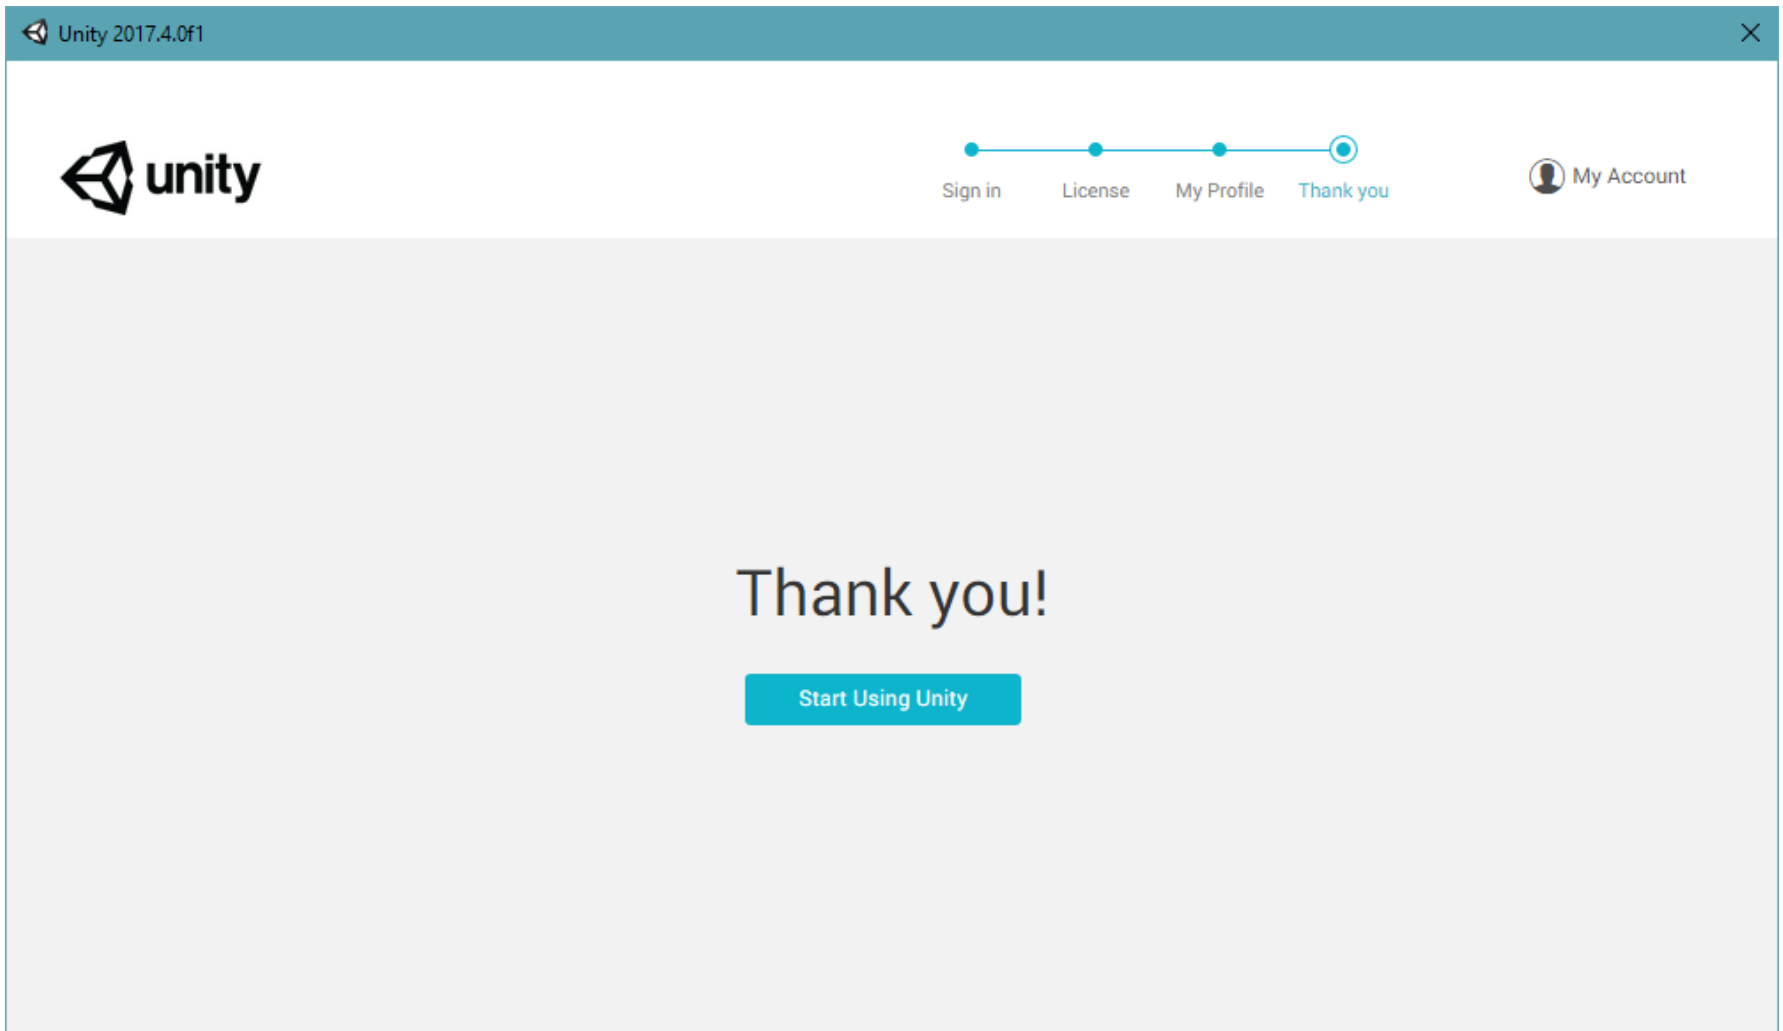 Unity 2017.4.0f1
unity
Sign in License My Profile Thank you
My Account
Thank you!
Start Using Unity